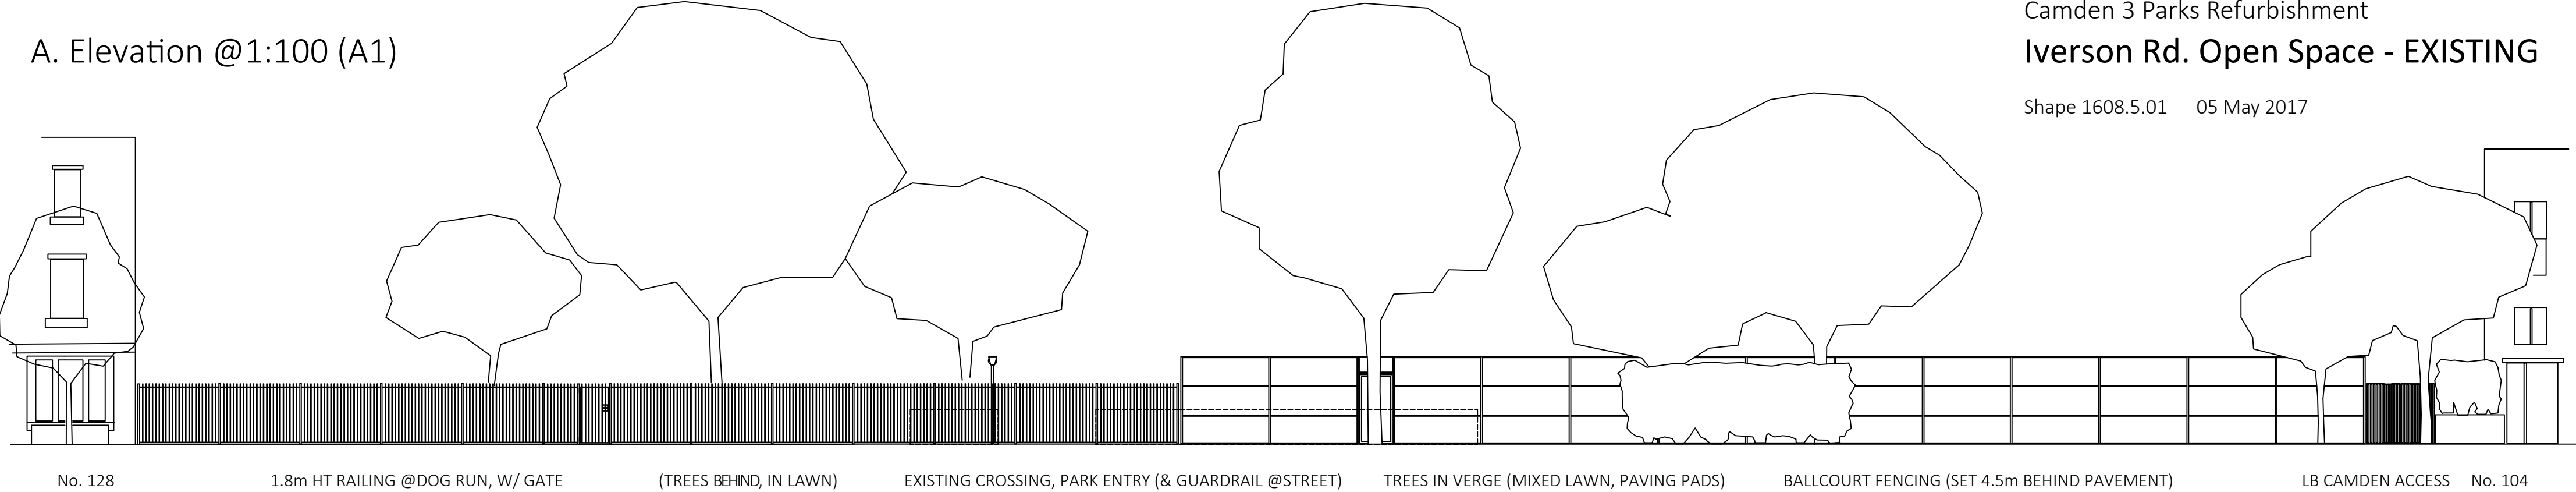 A. Elevation @1:100 (A1)
Camden 3 Parks Refurbishment
Iverson Rd. Open Space - EXISTING
Shape 1608.5.01 05 May 2017
No. 128
1.8m HT RAILING @DOG RUN, W/ GATE
(TREES BEHIND, IN LAWN)
EXISTING CROSSING, PARK ENTRY (& GUARDRAIL @STREET)
TREES IN VERGE (MIXED LAWN, PAVING PADS)
BALLCOURT FENCING (SET 4.5m BEHIND PAVEMENT)
LB CAMDEN ACCESS
No. 104